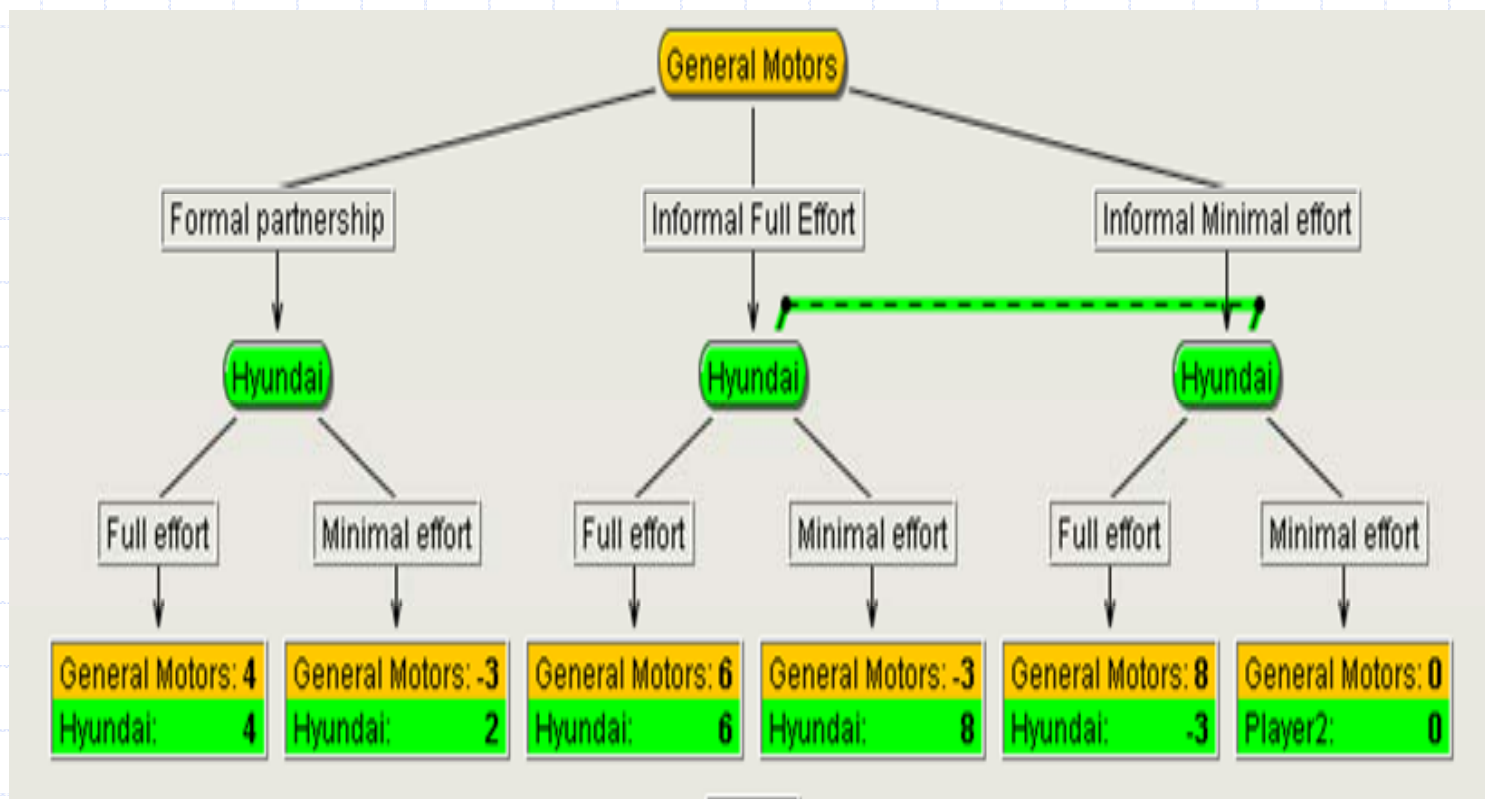 General Motors
Formal partnership
Informal Full Effort
Informal Minimal effort
Hyundai
Hyundai
Hyundai
Full effort
Minimal effort
Full effort
Minimal effort
Full effort
Minimal effort
General Motors: 4
Hyundai: 4
General Motors: -3
Hyundai: 2
General Motors: 6
Hyundai: 6
General Motors: -3
Hyundai: 8
General Motors: 8
Hyundai: -3
General Motors: 0
Player2: 0